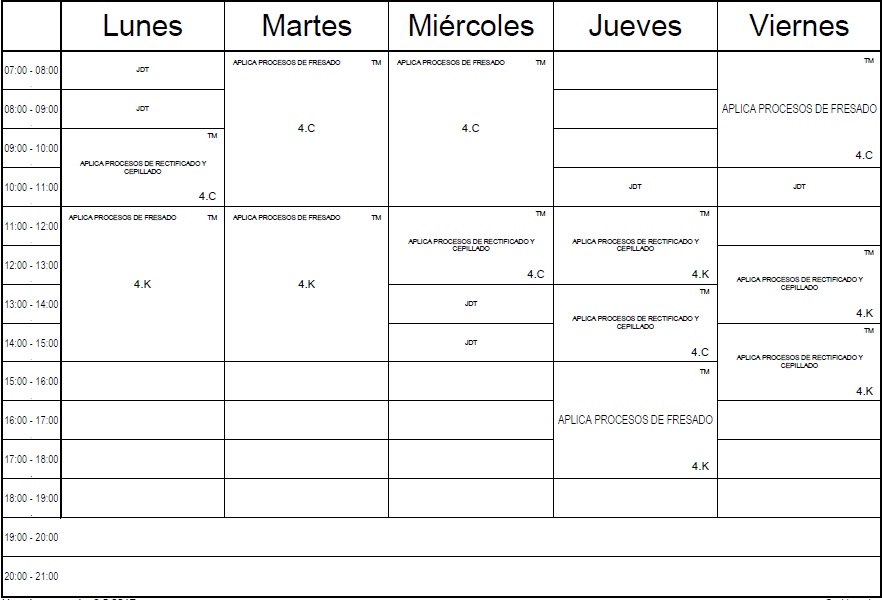 Lunes Martes Miércoles Jueves Viernes
07:00 - 08:00 JDT APLICA PROCESOS DE FRESADO TM APLICA PROCESOS DE FRESADO TM TM
08:00 - 09:00 JDT APLICA PROCESOS DE FRESADO
4.C 4.C
TM
09:00 - 10:00 4.C
APLICA PROCESOS DE RECTIFICADO Y
CEPILLADO
10:00 - 11:00 4.C JDT JDT
11:00 - 12:00 APLICA PROCESOS DE FRESADO TM APLICA PROCESOS DE FRESADO TM TM TM
APLICA PROCESOS DE RECTIFICADO Y APLICA PROCESOS DE RECTIFICADO Y
CEPILLADO CEPILLADO
TM
12:00 - 13:00 4.K 4.K 4.C 4.K
APLICA PROCESOS DE RECTIFICADO Y
CEPILLADO
TM
13:00 - 14:00 JDT 4.K
APLICA PROCESOS DE RECTIFICADO Y
CEPILLADO
TM
14:00 - 15:00 JDT 4.C
APLICA PROCESOS DE RECTIFICADO Y
CEPILLADO
TM
15:00 - 16:00 4.K
16:00 - 17:00 APLICA PROCESOS DE FRESADO
17:00 - 18:00 4.K
18:00 - 19:00
19:00 - 20:00
20:00 - 21:00